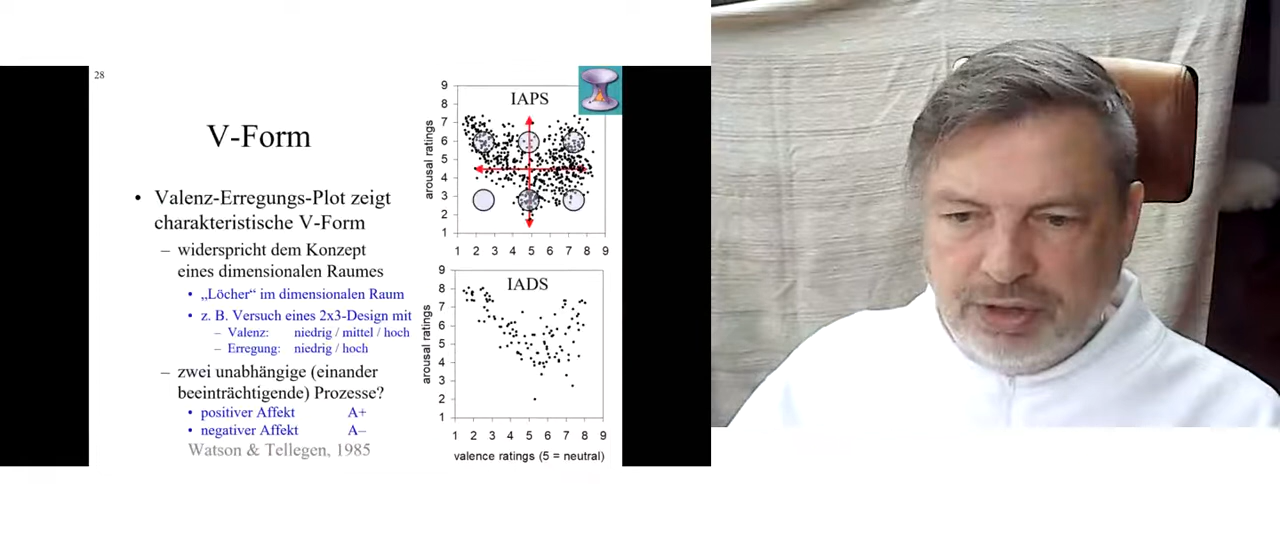 28
V-Form
• Valenz-Erregungs-Plot zeigt
charakteristische V-Form
– widerspricht dem Konzept
eines dimensionalen Raumes
• „Löcher“ im dimensionalen Raum
• z. B. Versuch eines 2x3-Design mit
– Valenz: niedrig / mittel / hoch
– Erregung: niedrig / hoch
– zwei unabhängige (einander
beeinträchtigende) Prozesse?
• positiver Affekt A+
• negativer Affekt A–
Watson & Tellegen, 1985
IAPS
arousal ratings
9
8
7
6
5
4
3
2
1
1 2 3 4 5 6 7 8 9
IADS
arousal ratings
9
8
7
6
5
4
3
2
1
1 2 3 4 5 6 7 8 9
valence ratings (5 = neutral)